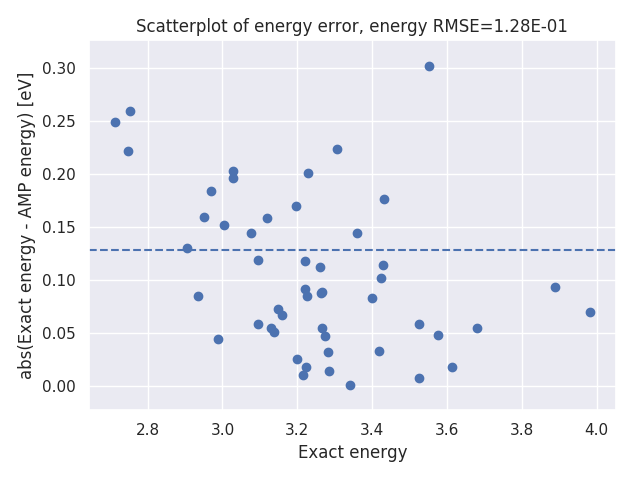 Scatterplot of energy error, energy RMSE=1.28E-01
abs(Exact energy - AMP energy) [eV]
0.30
0.25
0.20
0.15
0.10
0.05
0.00
2.8 3.0 3.2 3.4 3.6 3.8 4.0
Exact energy